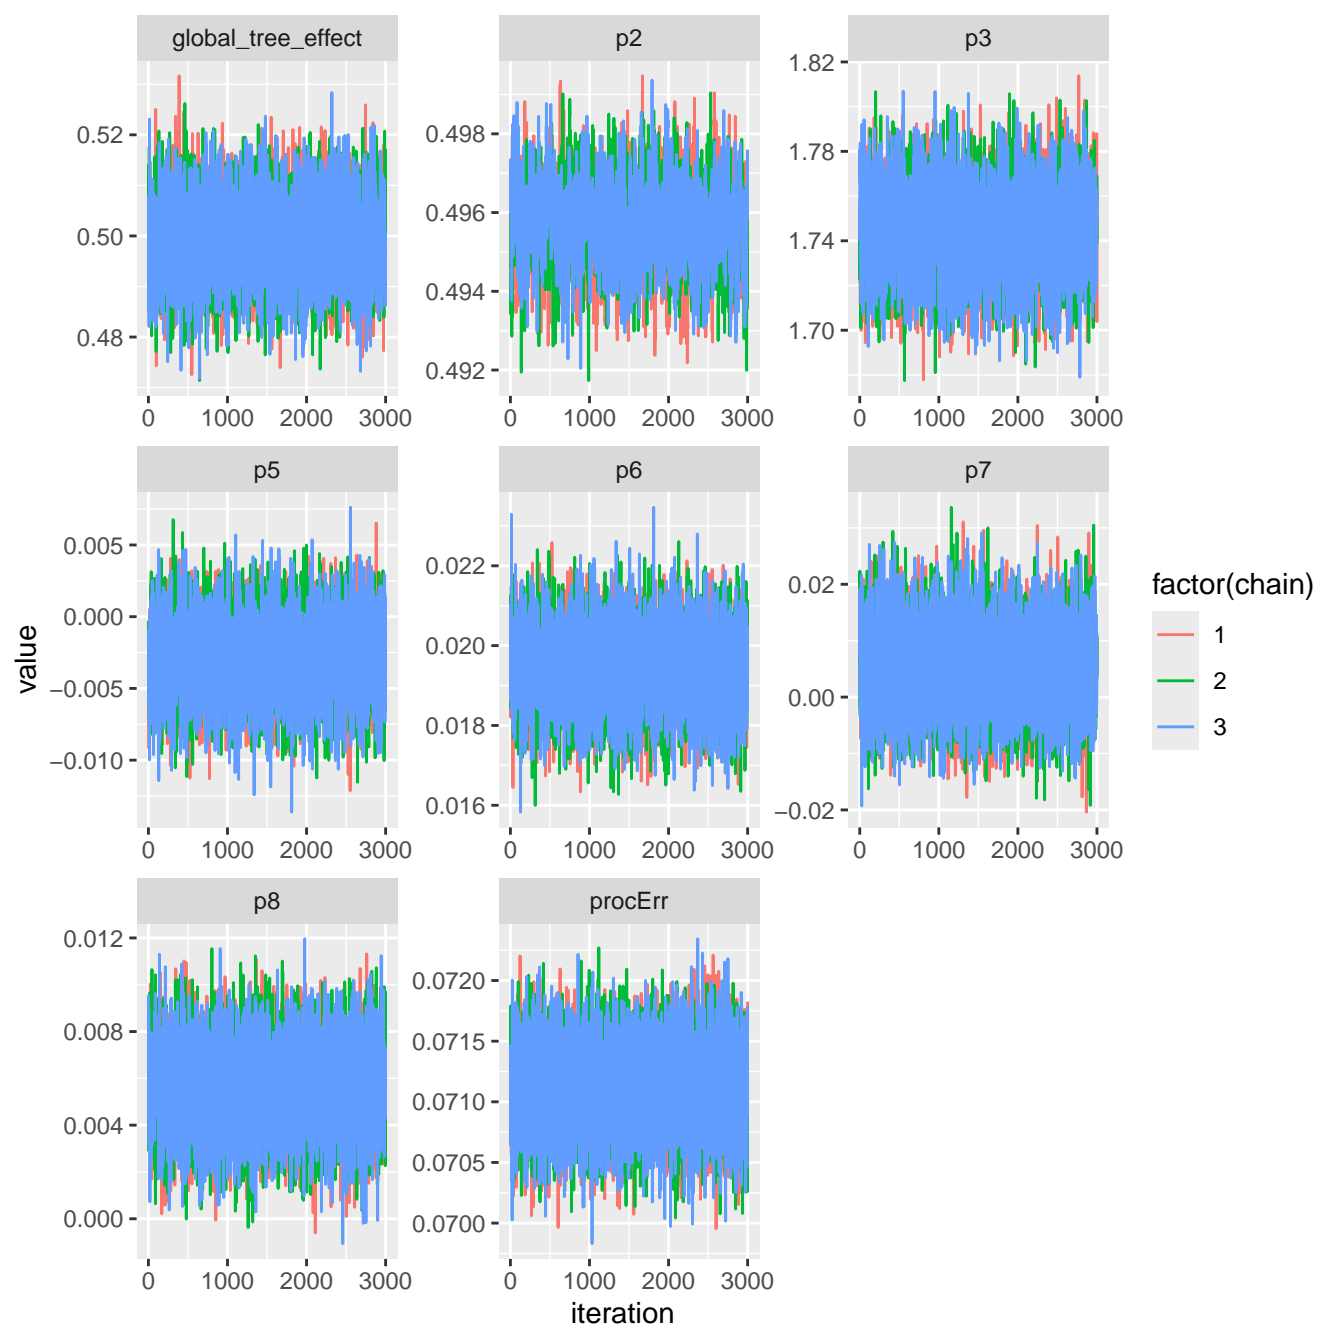 global_tree_effect
p2
p3
0.52
0.50
0.48
0.498
0.496
0.494
0.492
1.82
1.78
1.74
1.70
0 1000 2000 3000
0 1000 2000 3000
0 1000 2000 3000
p5
p6
p7
0.005
0.000
−0.005
−0.010
0.022
0.020
0.018
0.016
0.02
0.00
−0.02
0 1000 2000 3000
0 1000 2000 3000
0 1000 2000 3000
p8
procErr
0.012
0.008
0.004
0.000
0.0720
0.0715
0.0710
0.0705
0.0700
0 1000 2000 3000
0 1000 2000 3000
value
iteration
factor(chain)
1
2
3